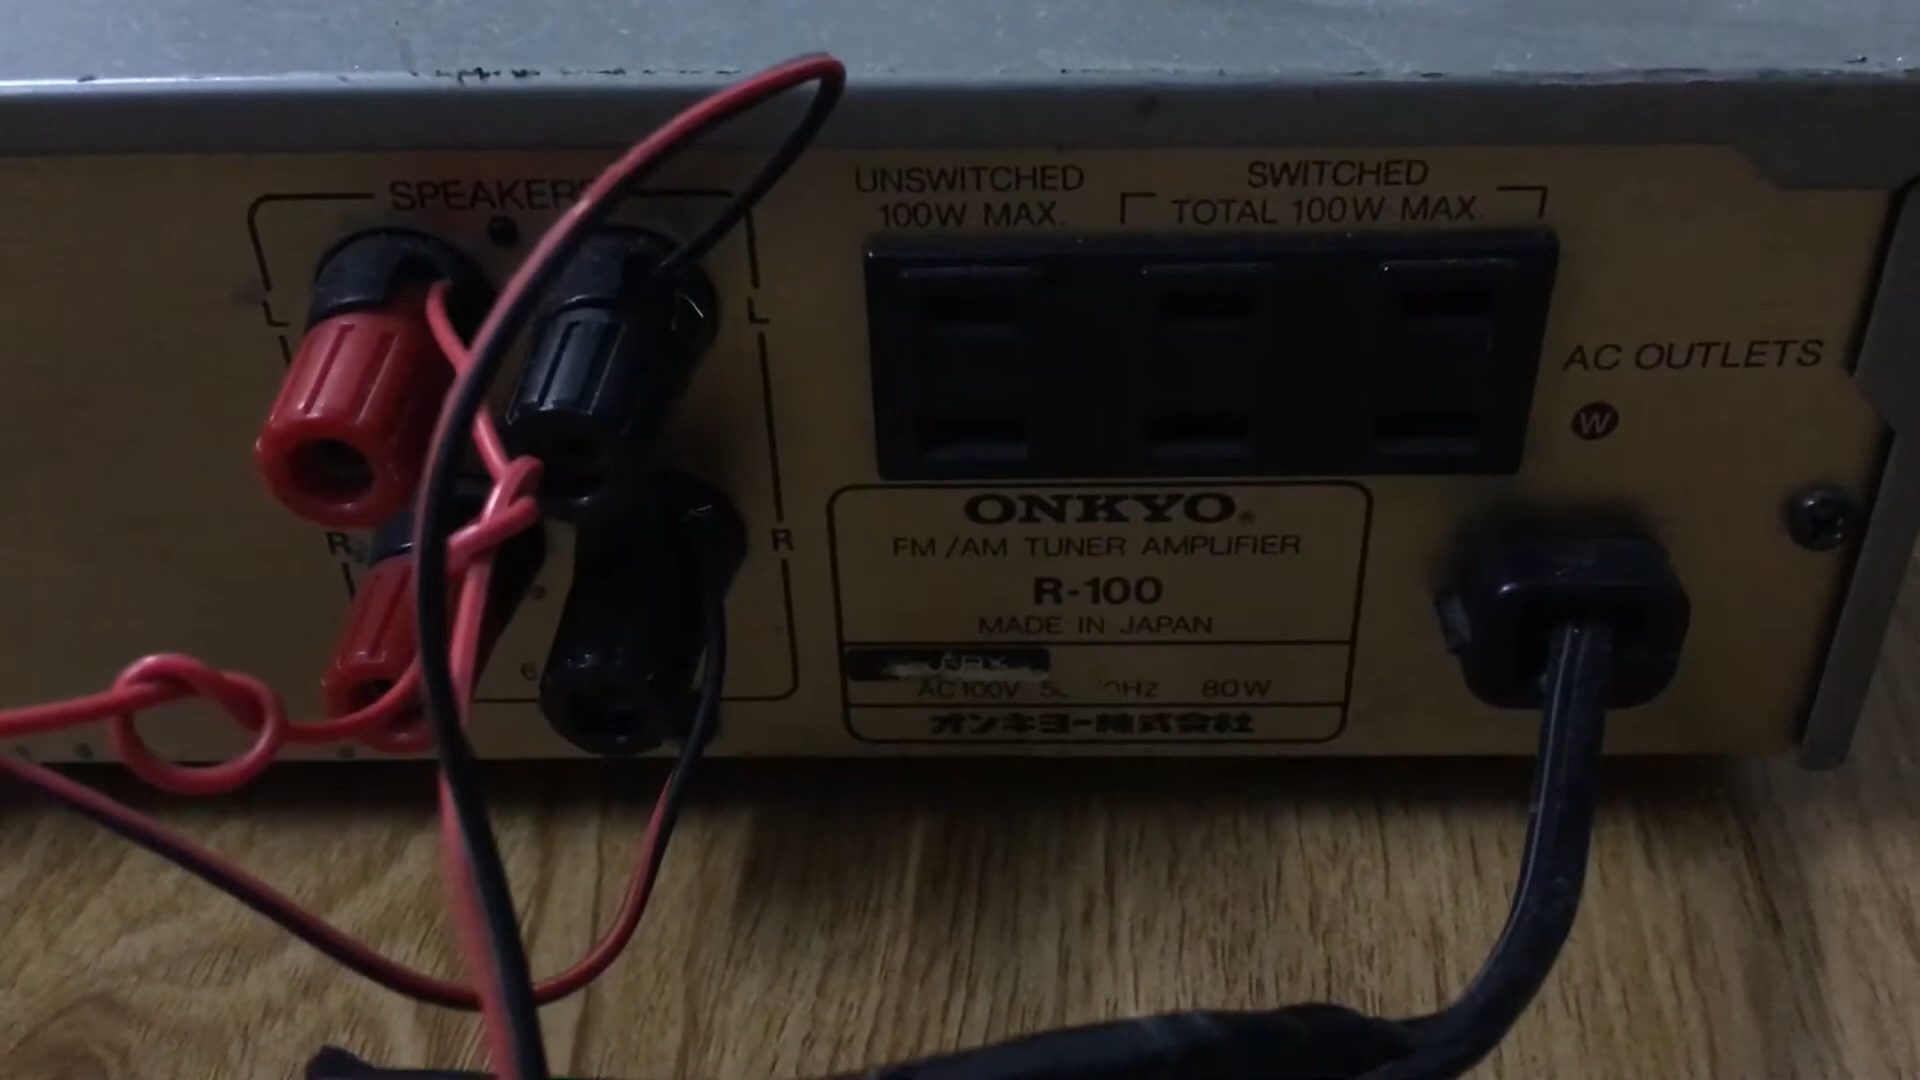 SPEAKERS
L
L
R
R
6
UNSWITCHED
100W MAX.
SWITCHED
TOTAL 100W MAX.
AC OUTLETS
W
ONKYO®
FM/AM TUNER AMPLIFIER
R-100
MADE IN JAPAN
AC100V 80W
オンキヨー株式会社